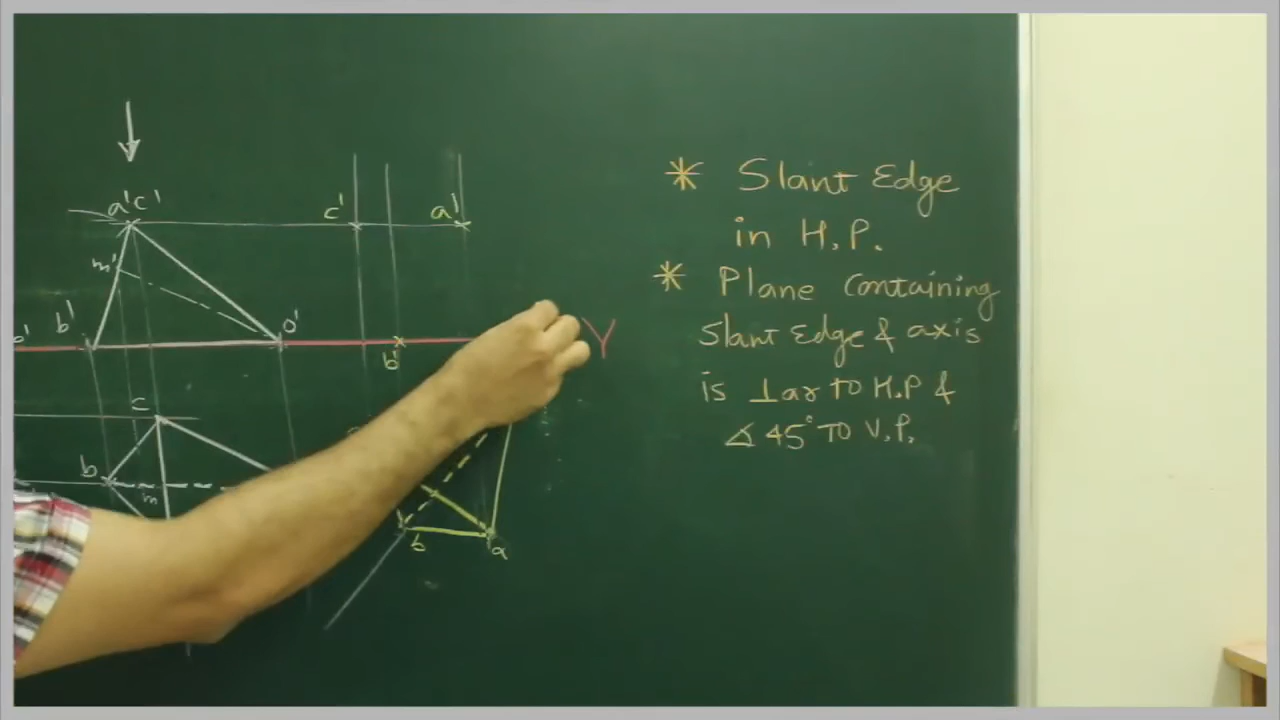 a'c'
c'
a'
m'
b'
o'
Y
b'
c
b
m
b
a
* Slant Edge
in H.P.
* Plane containing
Slant Edge & axis
is ⊥ar to H.P &
∡ 45° TO V.P.